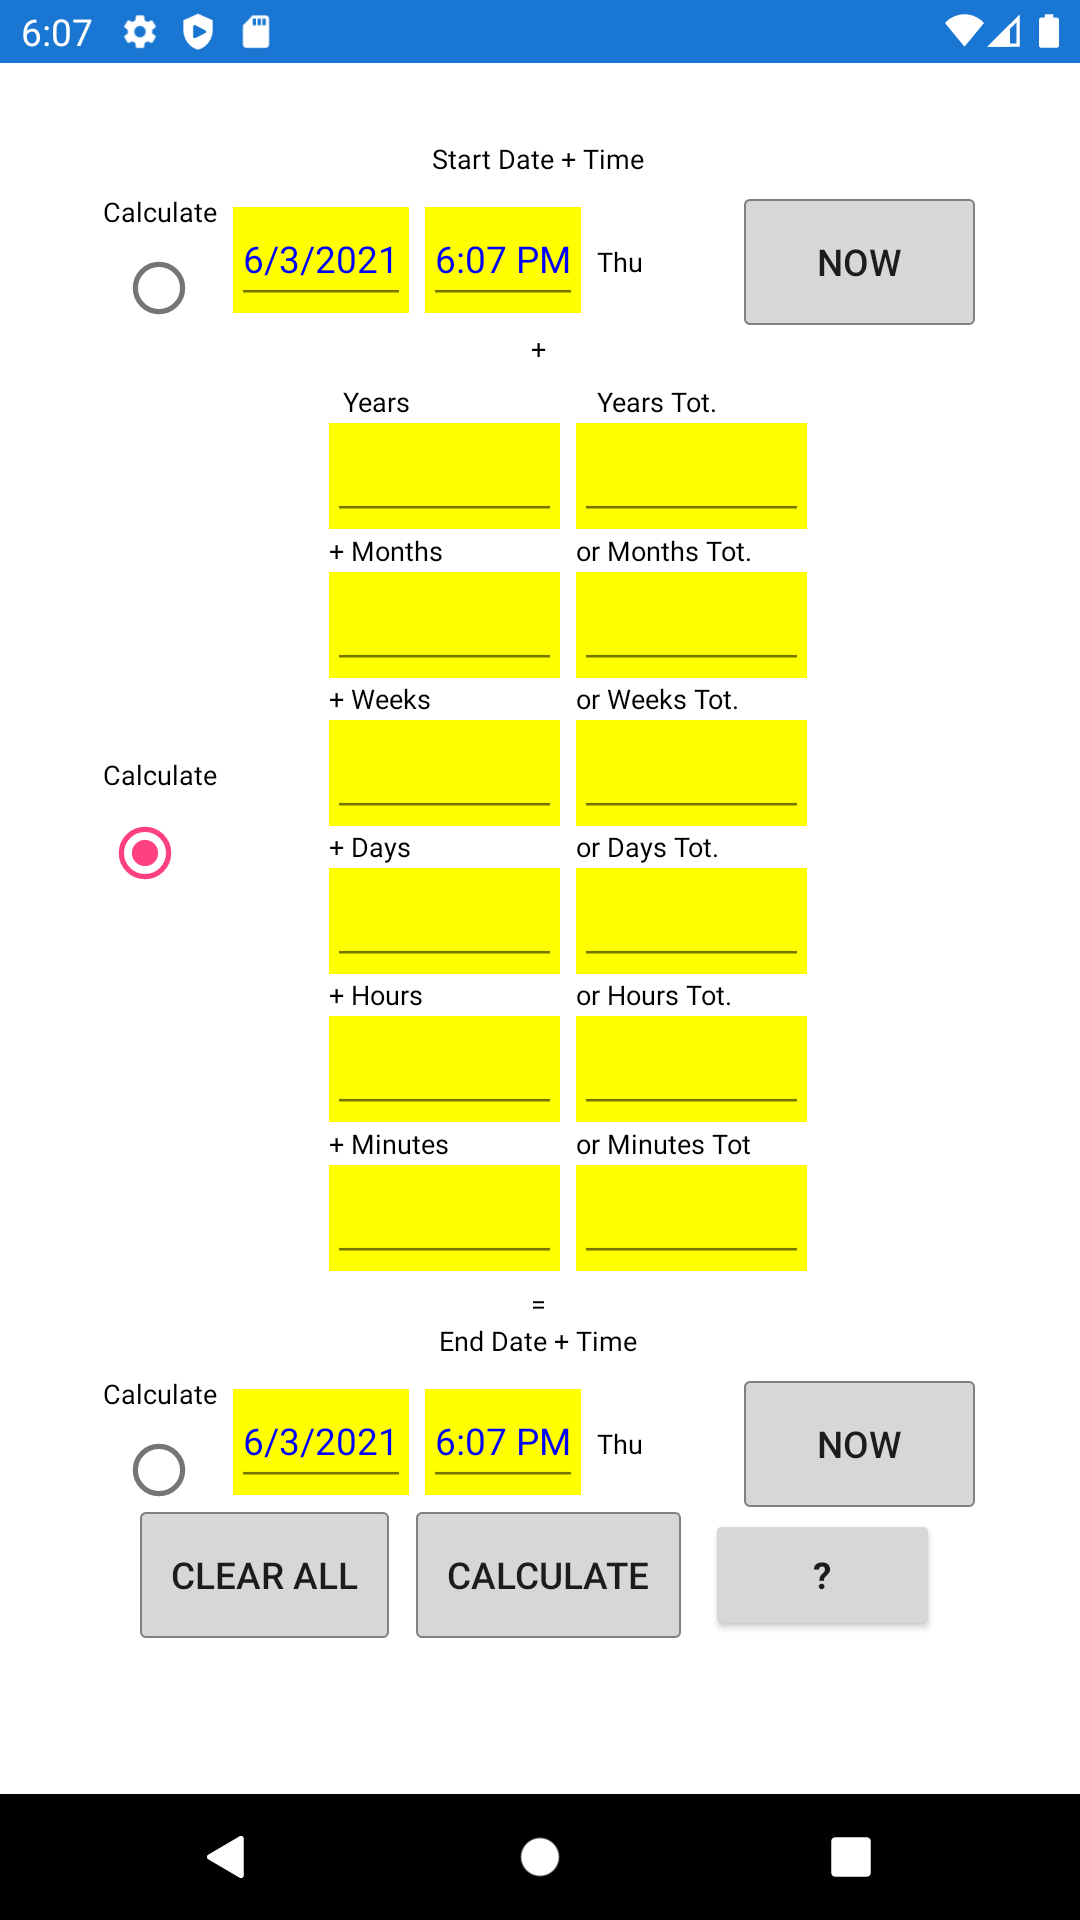 6:07
Start Date + Time
Calculate
6/3/2021 6:07 PM Thu NOW
+
Years Years Tot.
+ Months or Months Tot.
+ Weeks or Weeks Tot.
Calculate
+ Days or Days Tot.
+ Hours or Hours Tot.
+ Minutes or Minutes Tot
=
End Date + Time
Calculate
6/3/2021 6:07 PM Thu NOW
CLEAR ALL CALCULATE ?